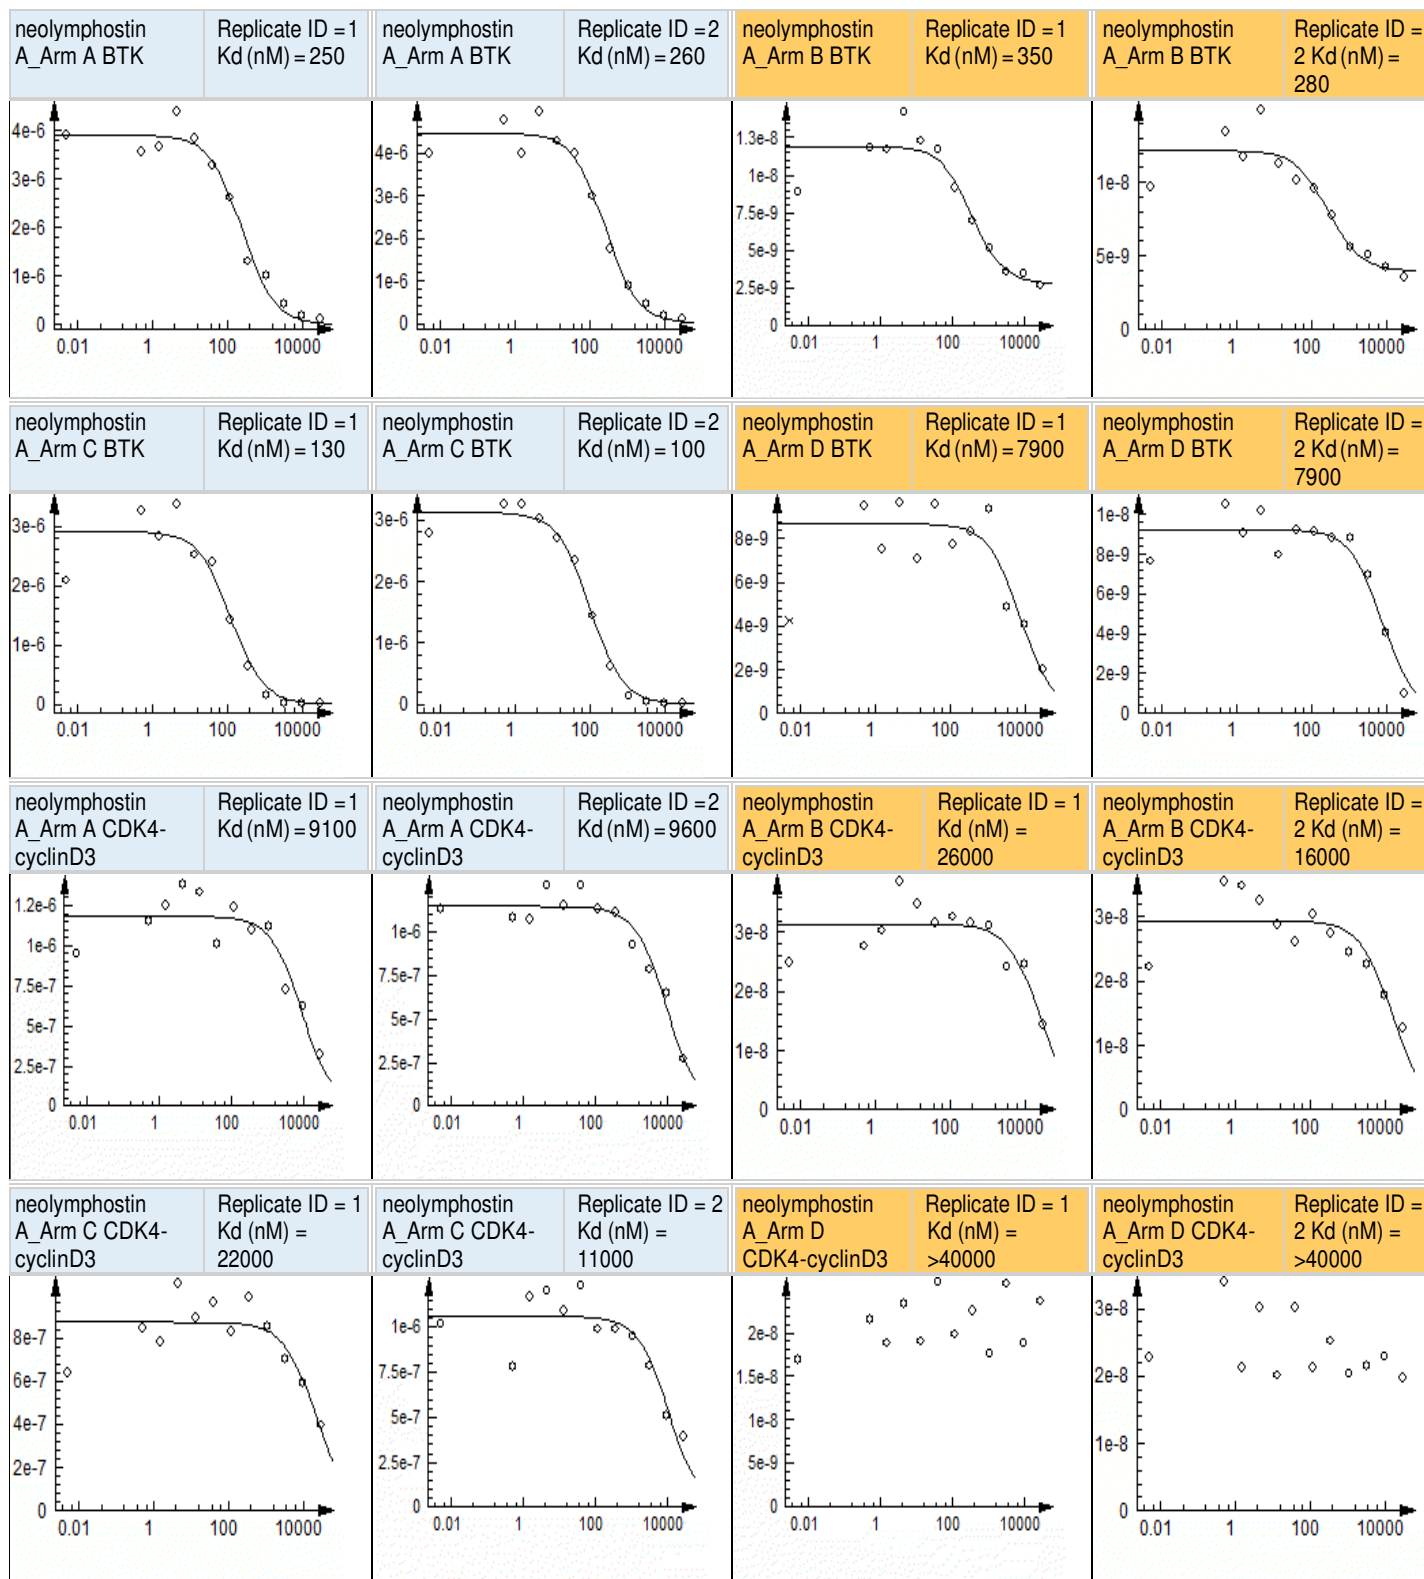 neolymphostin
A_Arm A BTK
Replicate ID =1
Kd (nM) = 250
neolymphostin
A_Arm A BTK
Replicate ID =2
Kd (nM) = 260
neolymphostin
A_Arm B BTK
Replicate ID =1
Kd (nM) = 350
neolymphostin
A_Arm B BTK
Replicate ID =
2 Kd (nM) =
280
4e-6
3e-6
2e-6
1e-6
0
0.01 1 100 10000
4e-6
3e-6
2e-6
1e-6
0
0.01 1 100 10000
1.3e-8
1e-8
7.5e-9
5e-9
2.5e-9
0
0.01 1 100 10000
1e-8
5e-9
0
0.01 1 100 10000
neolymphostin
A_Arm C BTK
Replicate ID =1
Kd (nM) = 130
neolymphostin
A_Arm C BTK
Replicate ID =2
Kd (nM) = 100
neolymphostin
A_Arm D BTK
Replicate ID =1
Kd (nM) = 7900
neolymphostin
A_Arm D BTK
Replicate ID =
2 Kd (nM) =
7900
3e-6
2e-6
1e-6
0
0.01 1 100 10000
3e-6
2e-6
1e-6
0
0.01 1 100 10000
8e-9
6e-9
4e-9
2e-9
0
0.01 1 100 10000
1e-8
8e-9
6e-9
4e-9
2e-9
0
0.01 1 100 10000
neolymphostin
A_Arm A CDK4-
cyclinD3
Replicate ID =1
Kd (nM) = 9100
neolymphostin
A_Arm A CDK4-
cyclinD3
Replicate ID =2
Kd (nM) = 9600
neolymphostin
A_Arm B CDK4-
cyclinD3
Replicate ID = 1
Kd (nM) =
26000
neolymphostin
A_Arm B CDK4-
cyclinD3
Replicate ID =
2 Kd (nM) =
16000
1.2e-6
1e-6
7.5e-7
5e-7
2.5e-7
0
0.01 1 100 10000
1e-6
7.5e-7
5e-7
2.5e-7
0
0.01 1 100 10000
3e-8
2e-8
1e-8
0
0.01 1 100 10000
3e-8
2e-8
1e-8
0
0.01 1 100 10000
neolymphostin
A_Arm C CDK4-
cyclinD3
Replicate ID = 1
Kd (nM) =
22000
neolymphostin
A_Arm C CDK4-
cyclinD3
Replicate ID = 2
Kd (nM) =
11000
neolymphostin
A_Arm D
CDK4-cyclinD3
Replicate ID = 1
Kd (nM) =
>40000
neolymphostin
A_Arm D CDK4-
cyclinD3
Replicate ID =
2 Kd (nM) =
>40000
8e-7
6e-7
4e-7
2e-7
0
0.01 1 100 10000
1e-6
7.5e-7
5e-7
2.5e-7
0
0.01 1 100 10000
2e-8
1.5e-8
1e-8
5e-9
0
0.01 1 100 10000
3e-8
2e-8
1e-8
0
0.01 1 100 10000